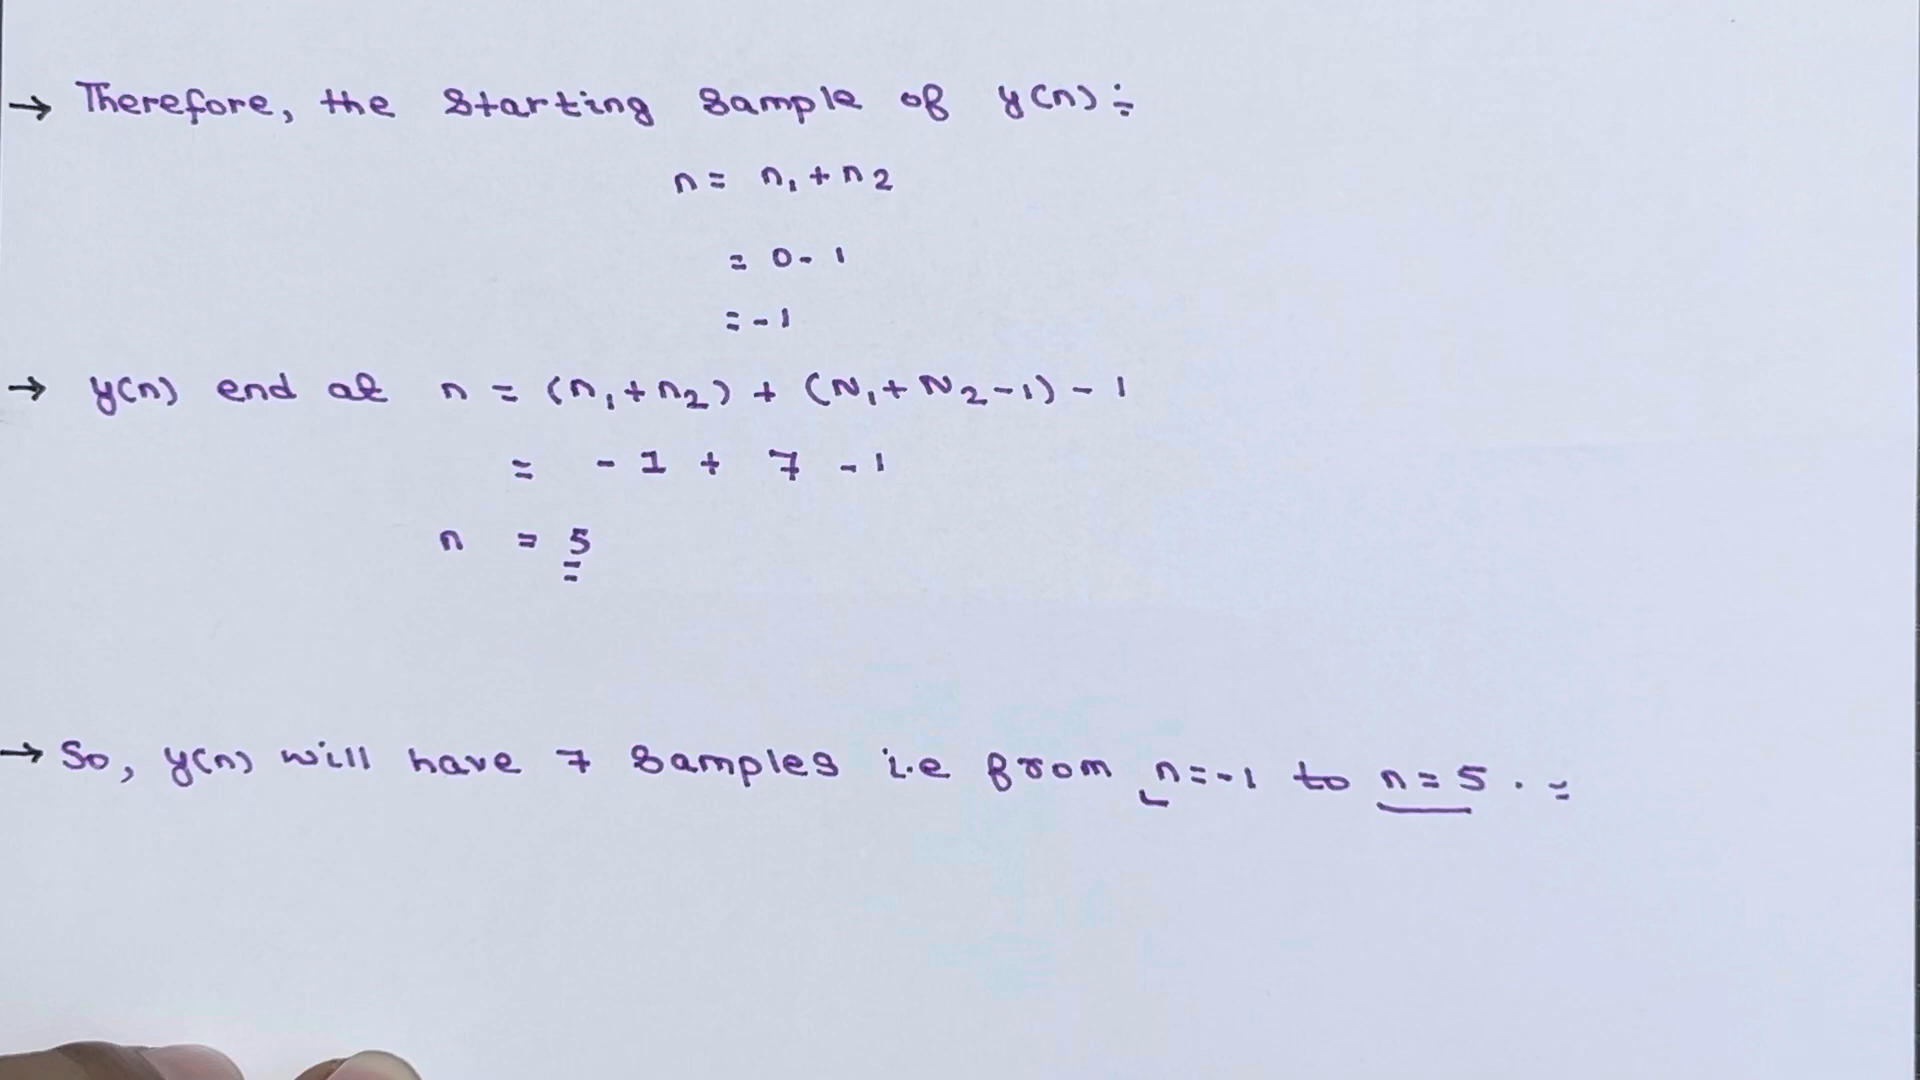 → Therefore, the starting sample of y(n):
n = n₁ + n₂
= 0 - 1
= -1
→ y(n) end at n = (n₁ + n₂) + (N₁ + N₂ - 1) - 1
= - 1 + 7 - 1
n = 5
→ So, y(n) will have 7 samples i.e from n = -1 to n = 5 .